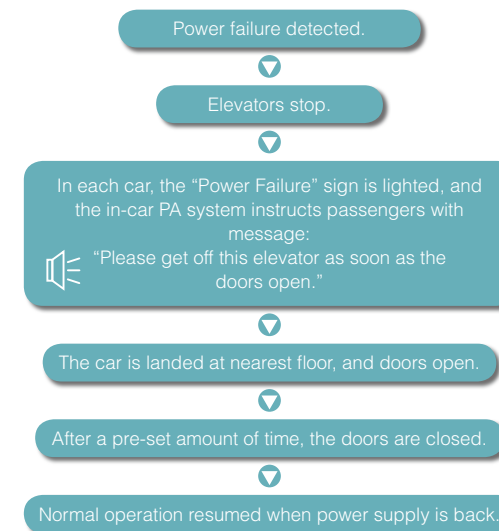 Power failure detected.
Elevators stop.
In each car, the “Power Failure” sign is lighted, and
the in-car PA system instructs passengers with
message:
“Please get off this elevator as soon as the
doors open.”
The car is landed at nearest floor, and doors open.
After a pre-set amount of time, the doors are closed.
Normal operation resumed when power supply is back.